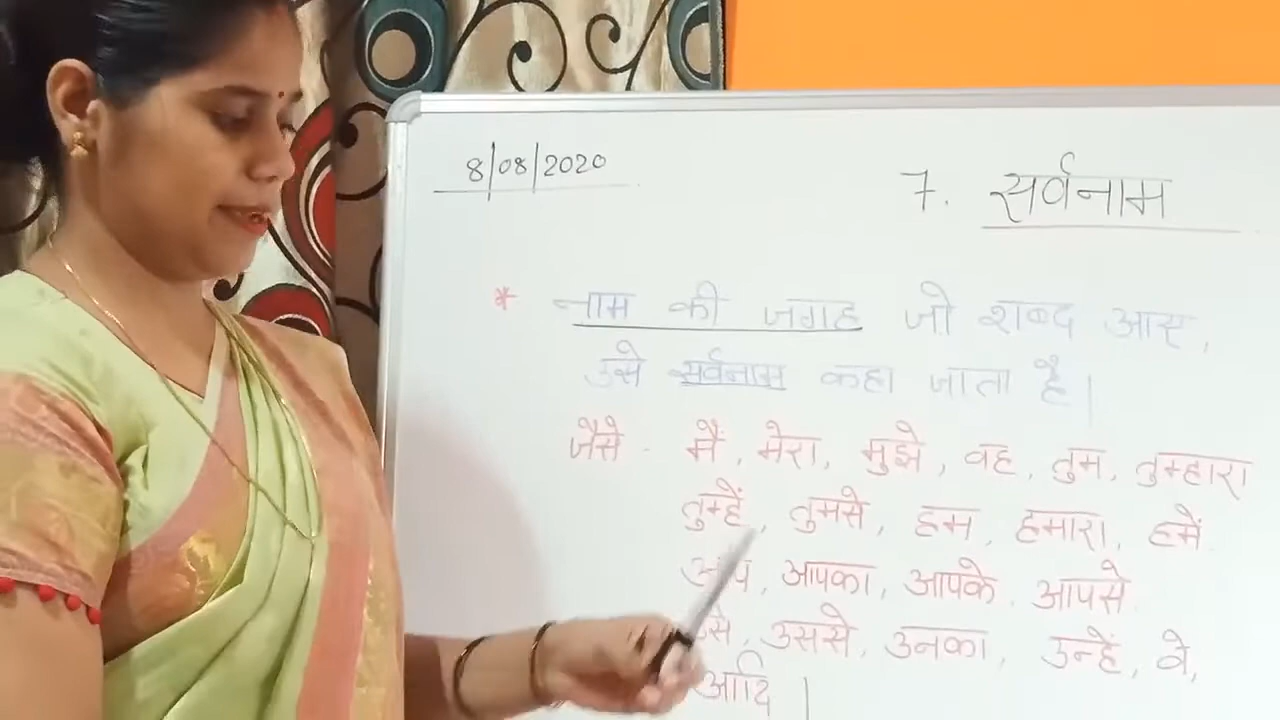 8/08/2020
7. सर्वनाम
* नाम की जगह जो शब्द आए,
उसे सर्वनाम कहा जाता है।
जैसे - मैं, मेरा, मुझे, वह, तुम, तुम्हारा
तुम्हें, तुमसे, हम, हमारा, हमें
आप, आपका, आपके, आपसे
उससे, उनका, उन्हें, वे,
आदि।